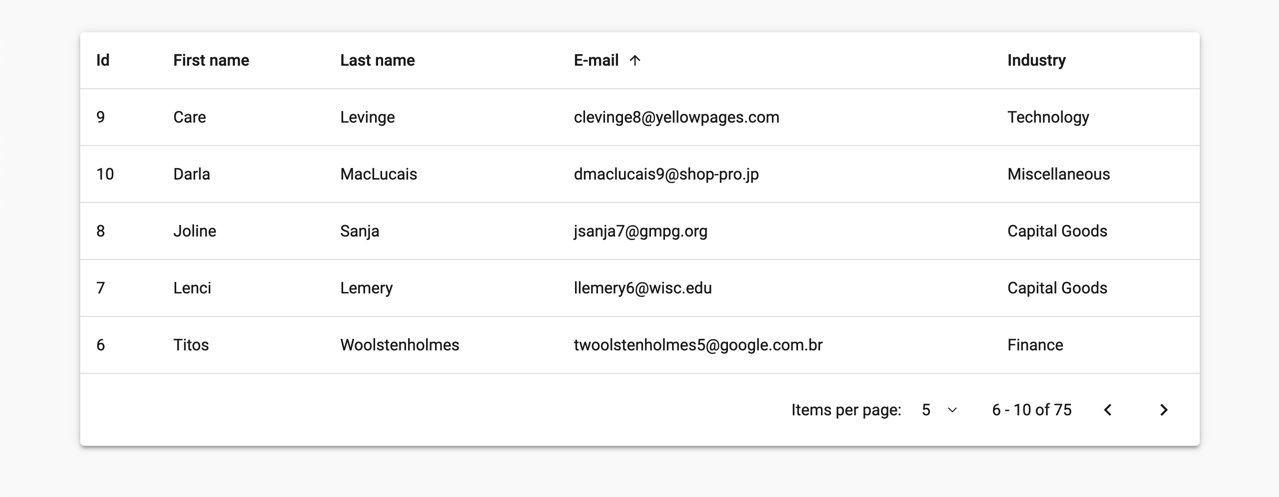 Id First name Last name E-mail Industry
9 Care Levinge clevinge8@yellowpages.com Technology
10 Darla MacLucais dmaclucais9@shop-pro.jp Miscellaneous
8 Joline Sanja jsanja7@gmpg.org Capital Goods
7 Lenci Lemery llemery6@wisc.edu Capital Goods
6 Titos Woolstenholmes twoolstenholmes5@google.com.br Finance
Items per page: 5 6 - 10 of 75